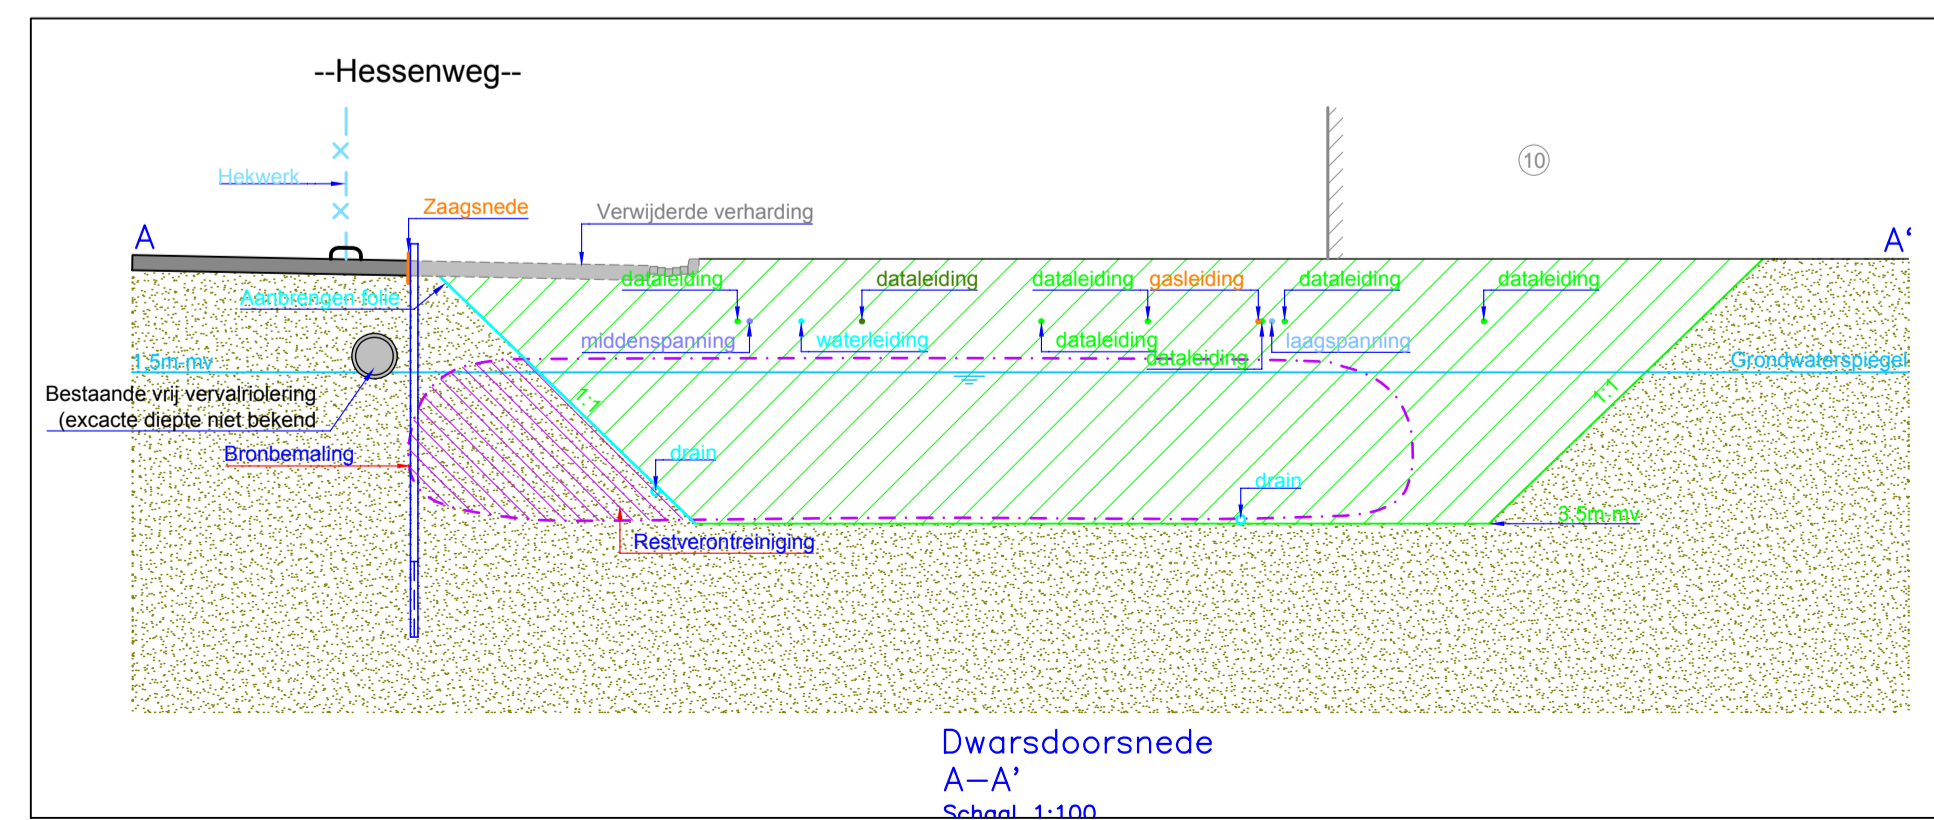 --Hessenweg--
10
Hekwerk
Zaagsnede
Verwijderde verharding
A
A'
dataleiding
dataleiding
dataleiding
gasleiding
dataleiding
dataleiding
Aanbrengen folie
middenspanning
waterleiding
dataleiding
laagspanning
dataleiding
1,5m-mv
Grondwaterspiegel
Bestaande vrij vervalriolering
(excacte diepte niet bekend
1:1
1:1
Bronbemaling
drain
drain
3,5m-mv
Restverontreiniging
Dwarsdoorsnede
A-A'
Schaal 1:100